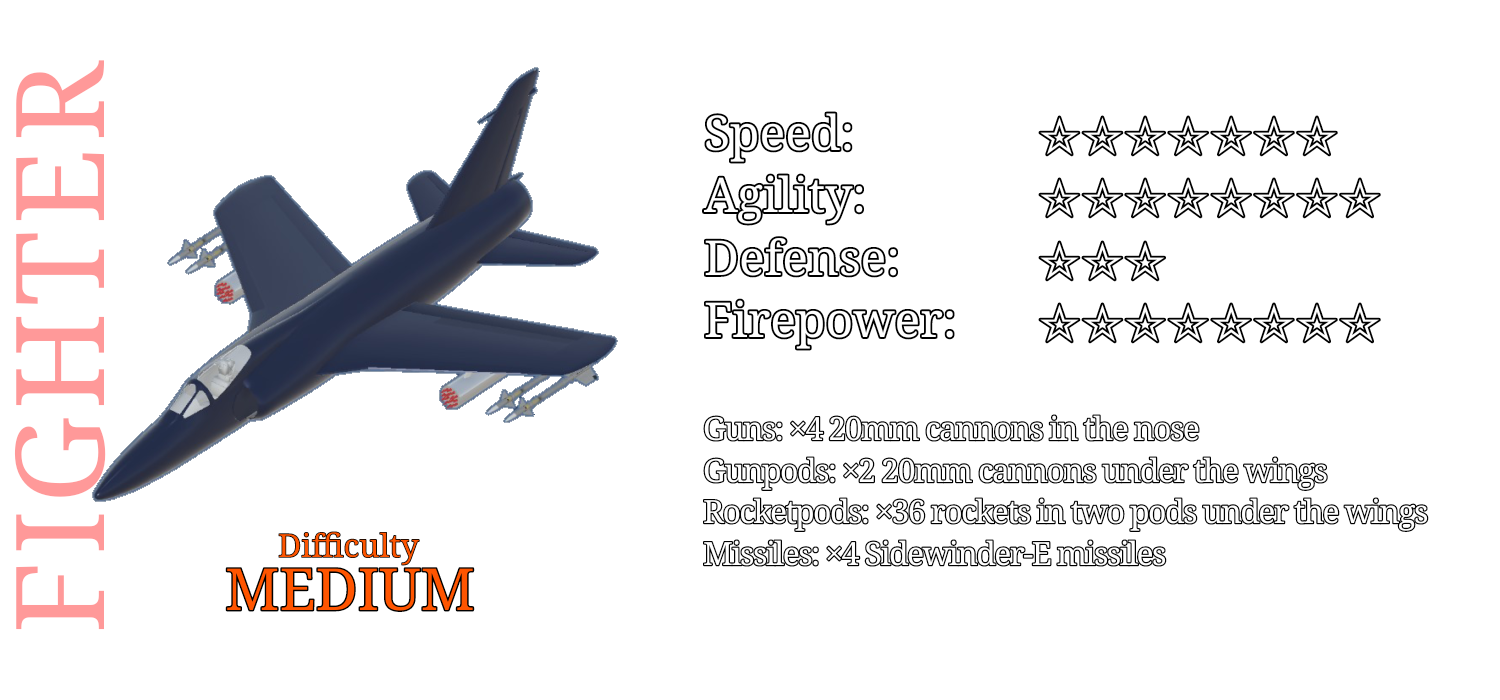 FIGHTER
Difficulty
MEDIUM
Speed: ☆☆☆☆☆☆☆
Agility: ☆☆☆☆☆☆☆☆
Defense: ☆☆☆
Firepower: ☆☆☆☆☆☆☆☆
Guns: ×4 20mm cannons in the nose
Gunpods: ×2 20mm cannons under the wings
Rocketpods: ×36 rockets in two pods under the wings
Missiles: ×4 Sidewinder-E missiles